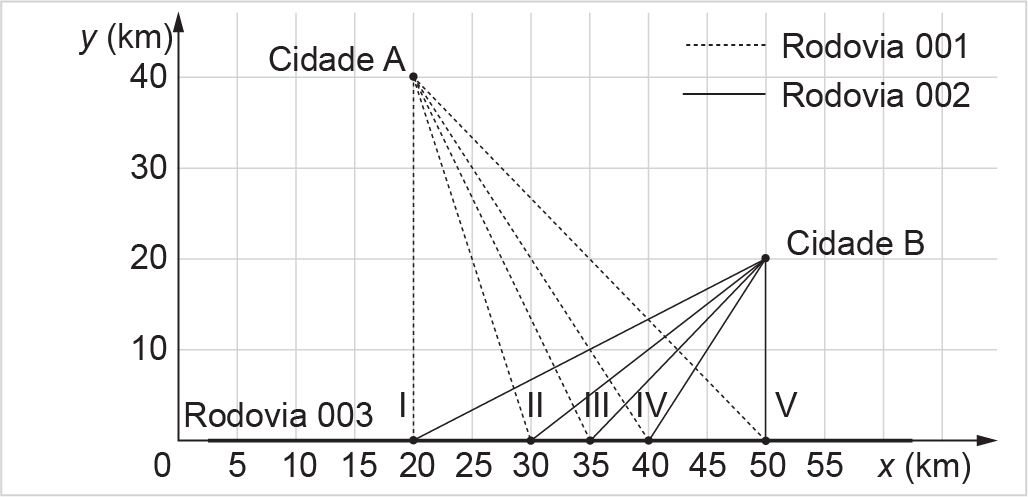 y (km)
Cidade A
Rodovia 001
Rodovia 002
40
30
20
Cidade B
10
Rodovia 003 I II III IV V
0 5 10 15 20 25 30 35 40 45 50 55 x (km)